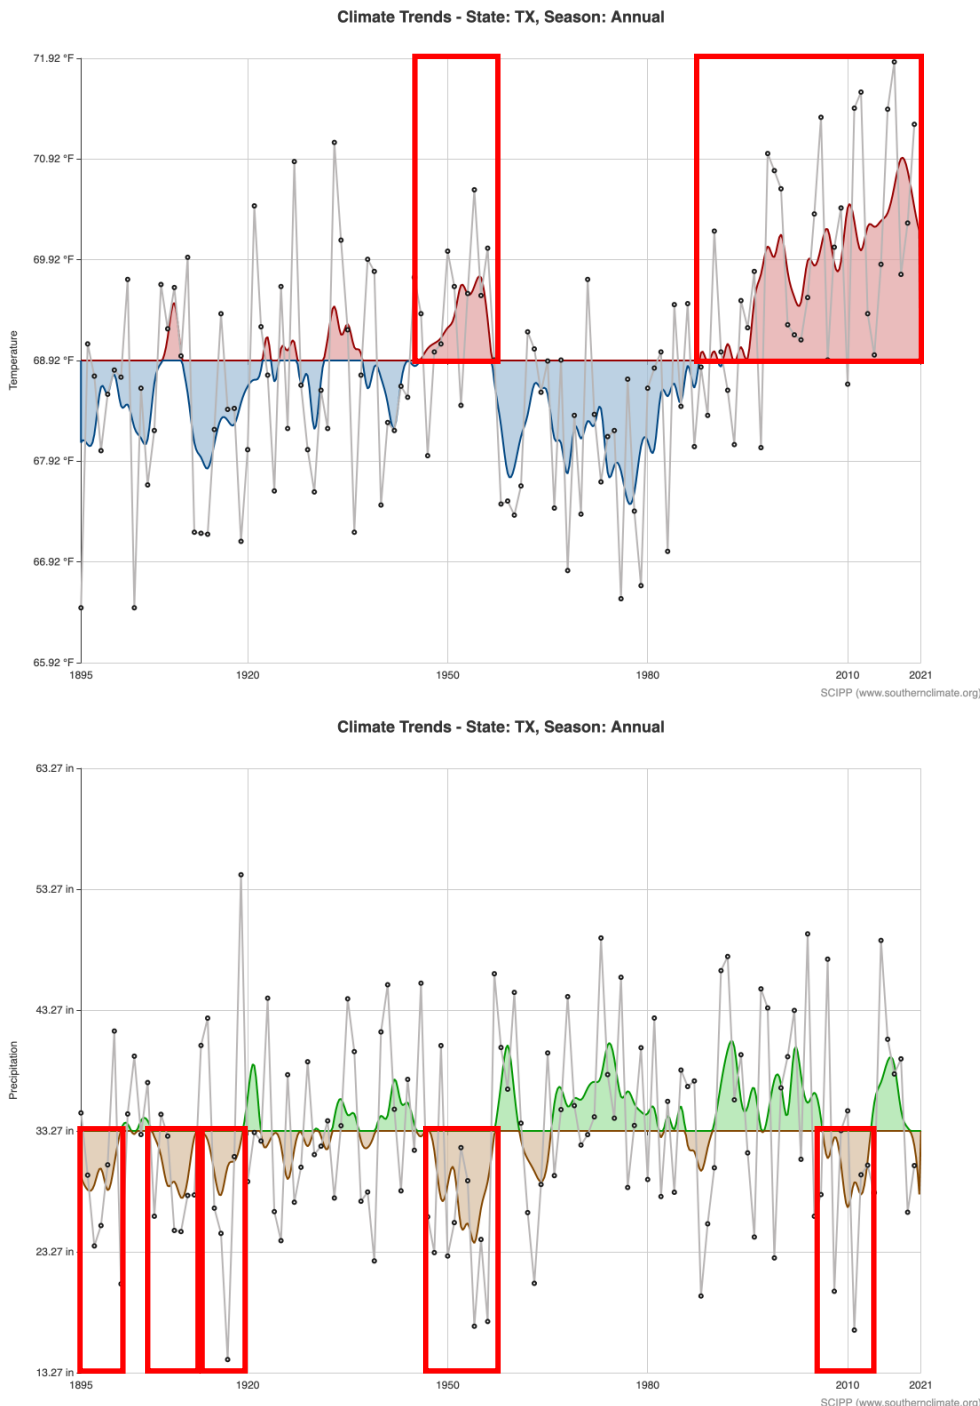 Climate Trends - State: TX, Season: Annual
71.92 °F
70.92 °F
69.92 °F
68.92 °F
67.92 °F
66.92 °F
65.92 °F
Temperature
1895 1920 1950 1980 2010 2021
SCIPP (www.southernclimate.org)
Climate Trends - State: TX, Season: Annual
63.27 in
53.27 in
43.27 in
33.27 in
23.27 in
13.27 in
Precipitation
1895 1920 1950 1980 2010 2021
SCIPP (www.southernclimate.org)